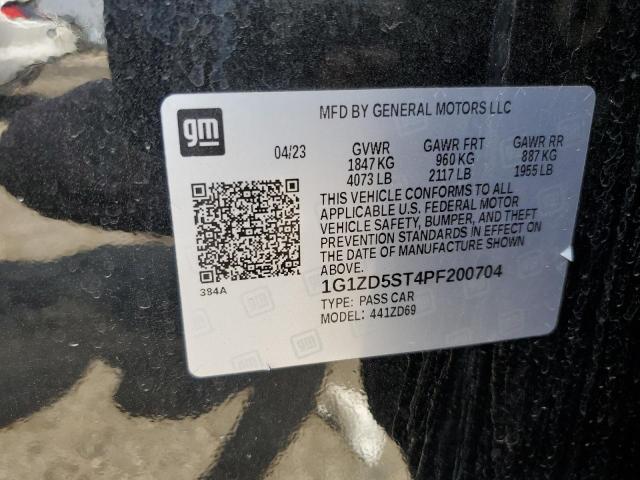 gm
MFD BY GENERAL MOTORS LLC
04/23 GVWR GAWR FRT GAWR RR
1847 KG 960 KG 887 KG
4073 LB 2117 LB 1955 LB
THIS VEHICLE CONFORMS TO ALL
APPLICABLE U.S. FEDERAL MOTOR
VEHICLE SAFETY, BUMPER, AND THEFT
PREVENTION STANDARDS IN EFFECT ON
THE DATE OF MANUFACTURE SHOWN
ABOVE.
384A
1G1ZD5ST4PF200704
TYPE: PASS CAR
MODEL: 441ZD69